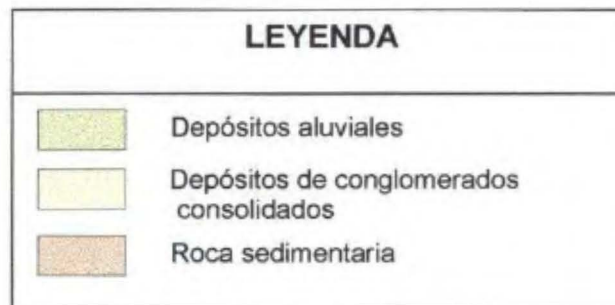 LEYENDA
Depósitos aluviales
Depósitos de conglomerados
consolidados
Roca sedimentaria